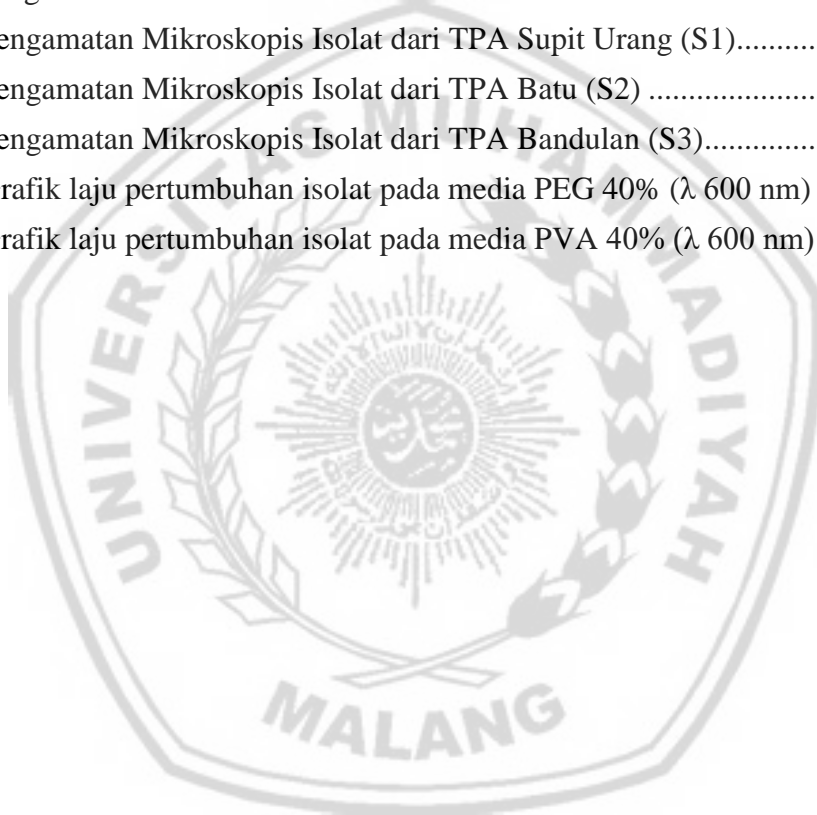 engamatan Mikroskopis Isolat dari TPA Supit Urang (S1)..........
engamatan Mikroskopis Isolat dari TPA Batu (S2) .....................
engamatan Mikroskopis Isolat dari TPA Bandulan (S3)..............
rafik laju pertumbuhan isolat pada media PEG 40% (λ 600 nm)
rafik laju pertumbuhan isolat pada media PVA 40% (λ 600 nm)
UNIVERSITAS MUHAMMADIYAH
MALANG